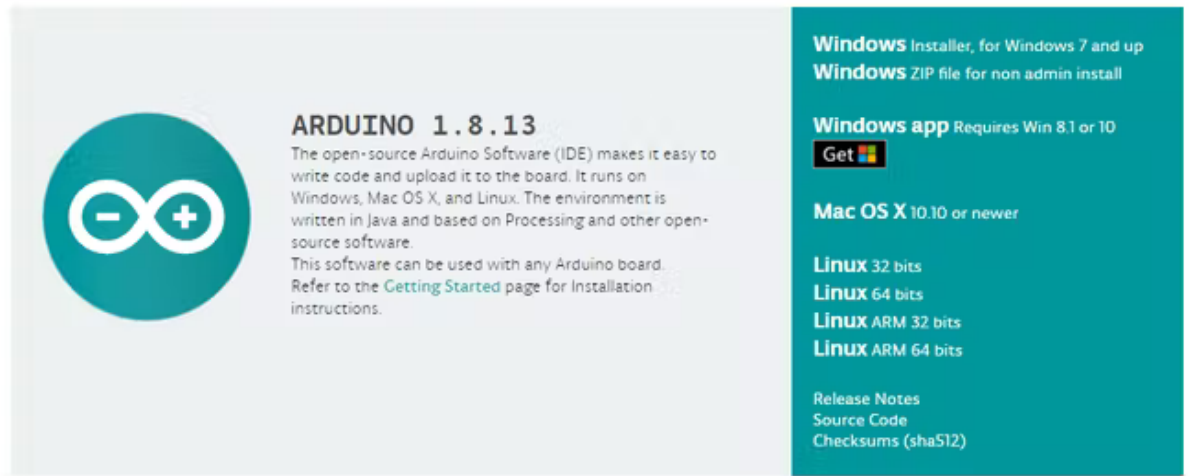 ARDUINO 1.8.13
The open-source Arduino Software (IDE) makes it easy to
write code and upload it to the board. It runs on
Windows, Mac OS X, and Linux. The environment is
written in Java and based on Processing and other open-
source software.
This software can be used with any Arduino board.
Refer to the Getting Started page for Installation
instructions.
Windows Installer, for Windows 7 and up
Windows ZIP file for non admin install
Windows app Requires Win 8.1 or 10
Get
Mac OS X 10.10 or newer
Linux 32 bits
Linux 64 bits
Linux ARM 32 bits
Linux ARM 64 bits
Release Notes
Source Code
Checksums (sha512)